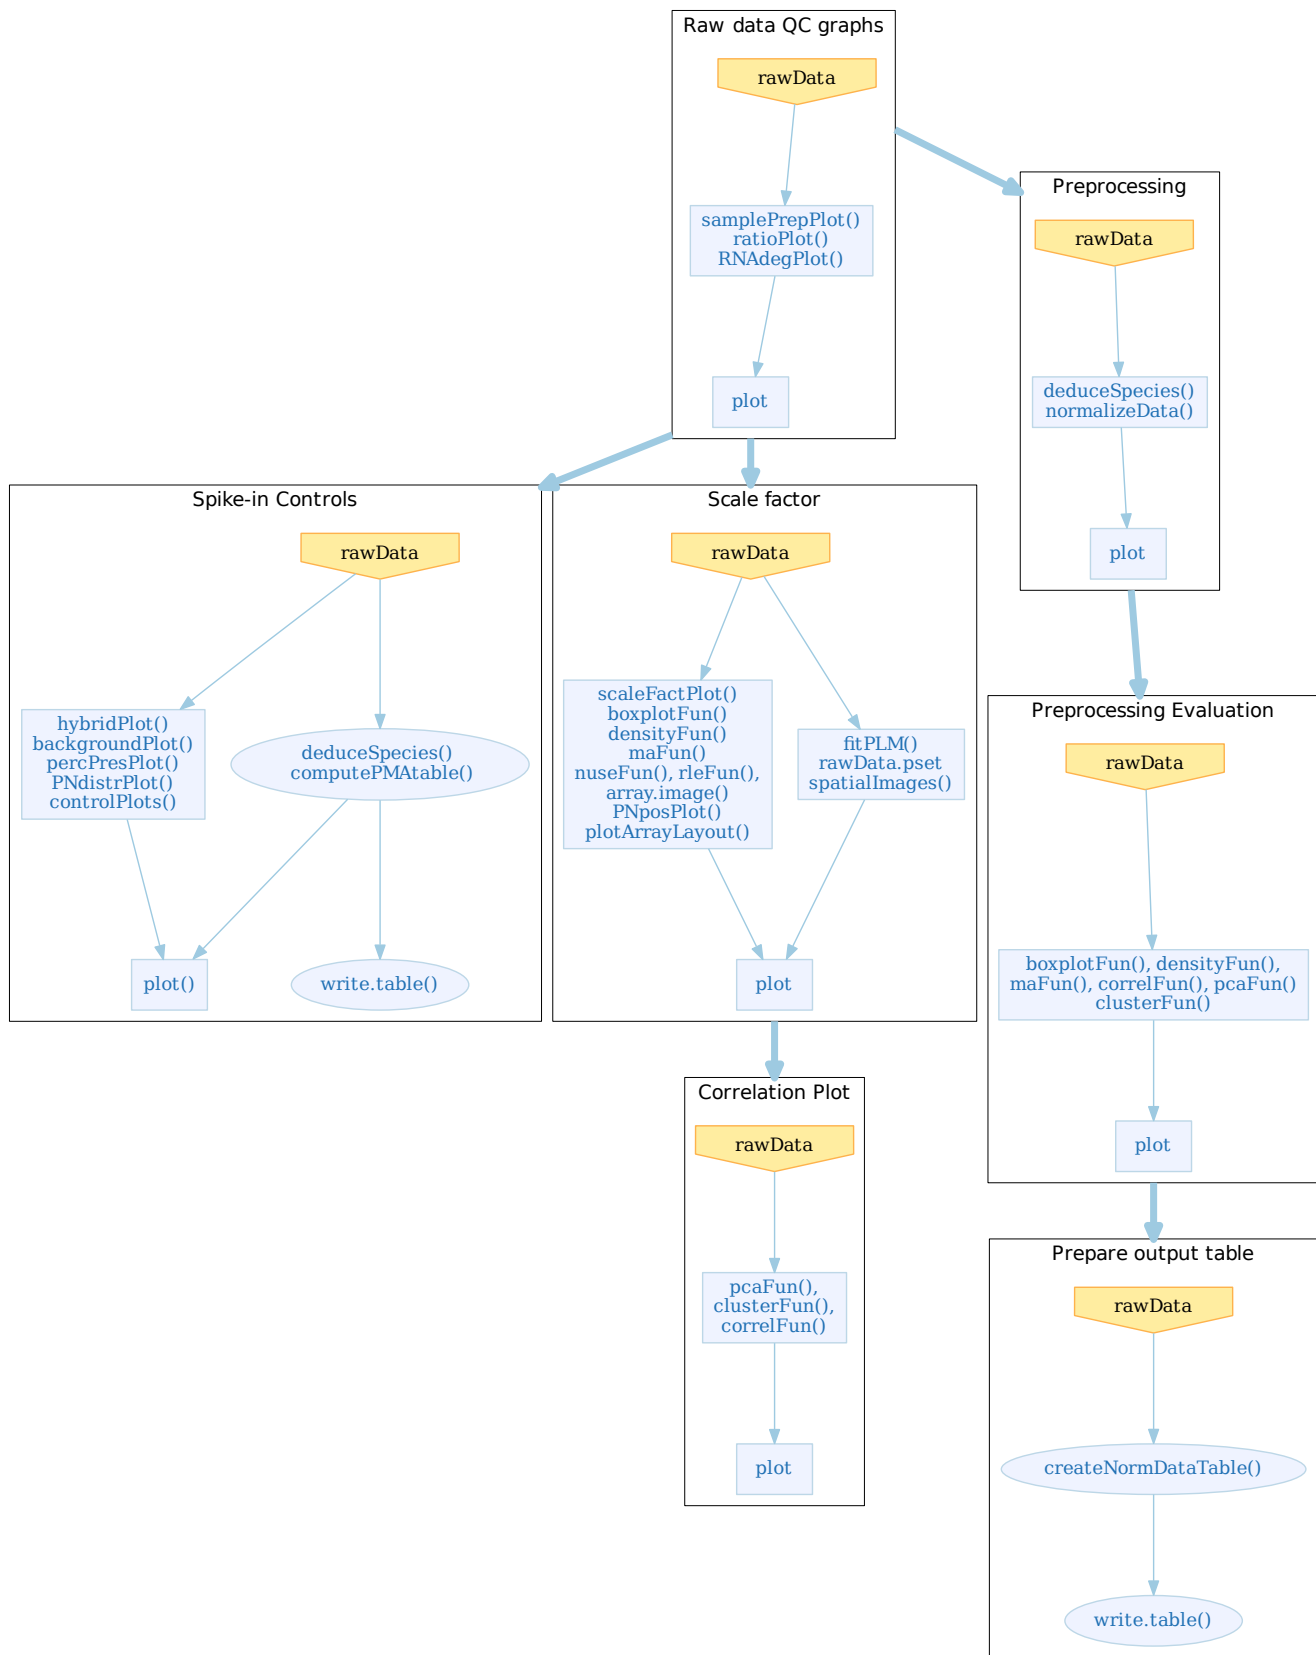 Raw data QC graphs
rawData
samplePrepPlot()
ratioPlot()
RNAdegPlot()
plot
Preprocessing
rawData
deduceSpecies()
normalizeData()
plot
Spike-in Controls
rawData
hybridPlot()
backgroundPlot()
percPresPlot()
PNdistrPlot()
controlPlots()
deduceSpecies()
computePMAtable()
plot()
write.table()
Scale factor
rawData
scaleFactPlot()
boxplotFun()
densityFun()
maFun()
nuseFun(), rleFun(),
array.image()
PNposPlot()
plotArrayLayout()
fitPLM()
rawData.pset
spatialImages()
plot
Preprocessing Evaluation
rawData
boxplotFun(), densityFun(),
maFun(), correlFun(), pcaFun()
clusterFun()
plot
Correlation Plot
rawData
pcaFun(),
clusterFun(),
correlFun()
plot
Prepare output table
rawData
createNormDataTable()
write.table()